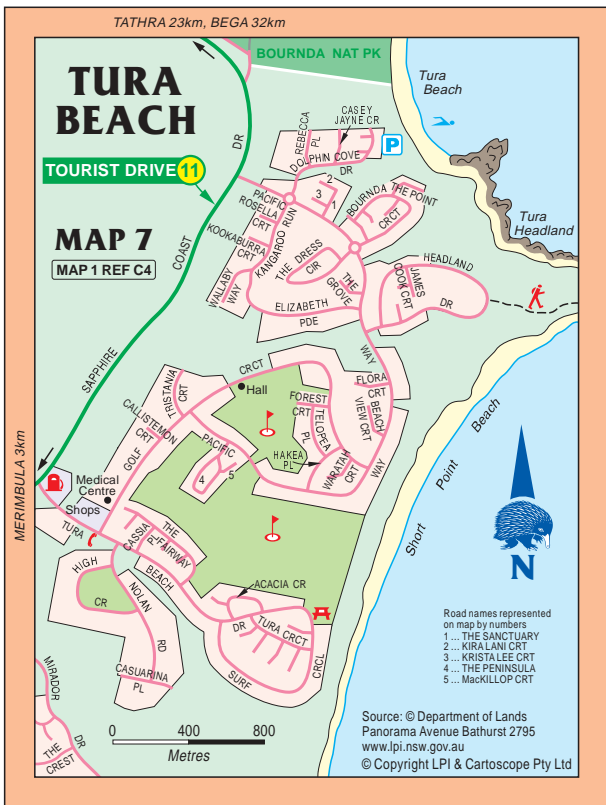 TATHRA 23km, BEGA 32km
BOURNDA NAT PK
TURA
BEACH
TOURIST DRIVE 11
MAP 7
MAP 1 REF C4
Tura
Beach
Tura
Headland
CASEY
JAYNE CR
REBECCA
PL
DOLPHIN COVE
DR
P
DR
COAST
SAPPHIRE
PACIFIC
ROSELLA
CRT
KOOKABURRA
CRT
KANGAROO RUN
WALLABY
WAY
2
3
1
BOURNDA THE POINT
CRCT
THE DRESS
CIR
THE
GROVE
ELIZABETH
PDE
HEADLAND
JAMES
COOK CRT
DR
WAY
CRCT
Hall
TRISTANIA
CRT
CALLISTEMON
CRT
GOLF
PACIFIC
4
5
FOREST
CRT
TELOPEA
PL
HAKEA
PL
WARATAH
CRT
FLORA
CRT
BEACH
VIEW CRT
WAY
Short Point Beach
MERIMBULA 3km
Medical
Centre
Shops
TURA
BEACH
CASSIA
PL
THE
FAIRWAY
HIGH
CR
NOLAN
RD
CASUARINA
PL
ACACIA CR
DR
TURA CRCT
SURF
CRCL
MIRADOR
DR
THE
CREST
N
Road names represented
on map by numbers
1 ... THE SANCTUARY
2 ... KIRA LANI CRT
3 ... KRISTA LEE CRT
4 ... THE PENINSULA
5 ... MacKILLOP CRT
0 400 800
Metres
Source: © Department of Lands
Panorama Avenue Bathurst 2795
www.lpi.nsw.gov.au
© Copyright LPI & Cartoscope Pty Ltd